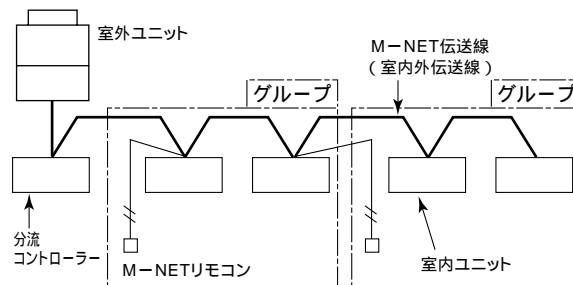 室外ユニット
M－NET伝送線
（室内外伝送線）
グループ
グループ
分流
コントローラー
M－NETリモコン
室内ユニット